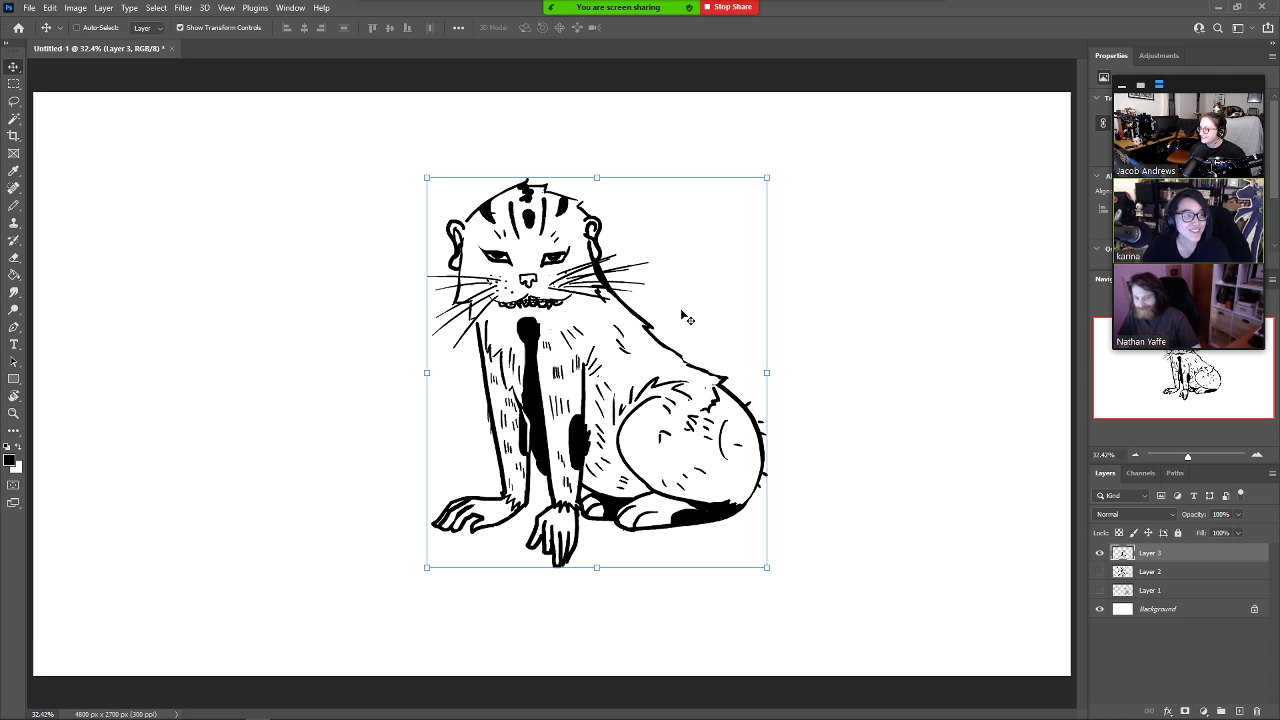 Ps File Edit Image Layer Type Select Filter 3D View Plugins Window Help
You are screen sharing Stop Share
Auto-Select: Layer Show Transform Controls 3D Mode:
Untitled-1 @ 32.4% (Layer 3, RGB/8) *
Properties Adjustments
Jacob Andrews
karina
Nathan Yaffe
Align
32.42%
Layers Channels Paths
Kind
Normal Opacity: 100%
Lock: Fill: 100%
Layer 3
Layer 2
Layer 1
Background
32.42% 4800 px x 2700 px (300 ppi)